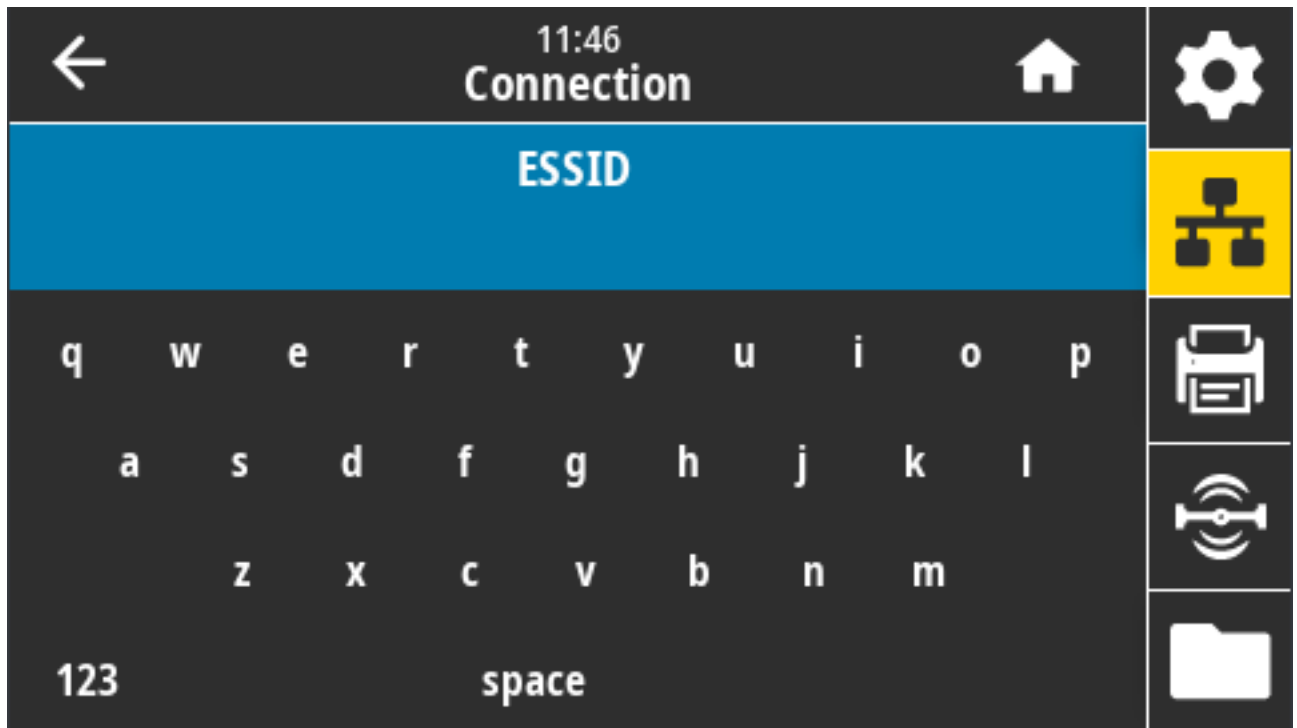 11:46
Connection
ESSID
q w e r t y u i o p
a s d f g h j k l
z x c v b n m
123 space